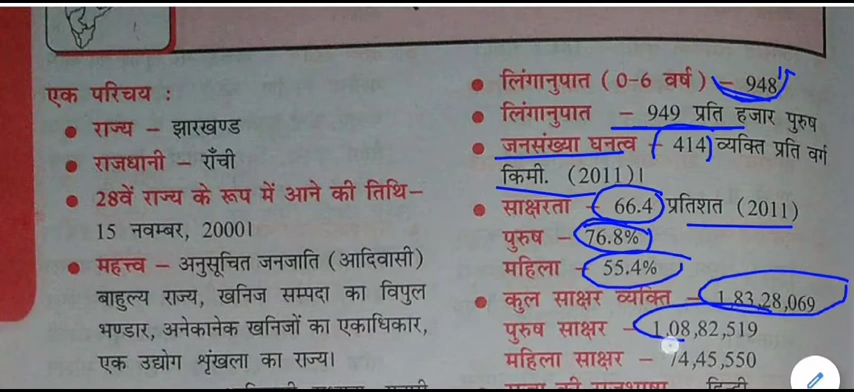 एक परिचय :
● राज्य – झारखण्ड
● राजधानी – राँची
● 28वें राज्य के रूप में आने की तिथि–
15 नवम्बर, 2000।
● महत्त्व – अनुसूचित जनजाति (आदिवासी)
बाहुल्य राज्य, खनिज सम्पदा का विपुल
भण्डार, अनेकानेक खनिजों का एकाधिकार,
एक उद्योग शृंखला का राज्य।
● लिंगानुपात (0-6 वर्ष) – 948
● लिंगानुपात – 949 प्रति हजार पुरुष
● जनसंख्या घनत्व – 414 व्यक्ति प्रति वर्ग
किमी. (2011)।
● साक्षरता – 66.4 प्रतिशत (2011)
पुरुष – 76.8%
महिला – 55.4%
● कुल साक्षर व्यक्ति – 1,83,28,069
पुरुष साक्षर – 1,08,82,519
महिला साक्षर – 74,45,550